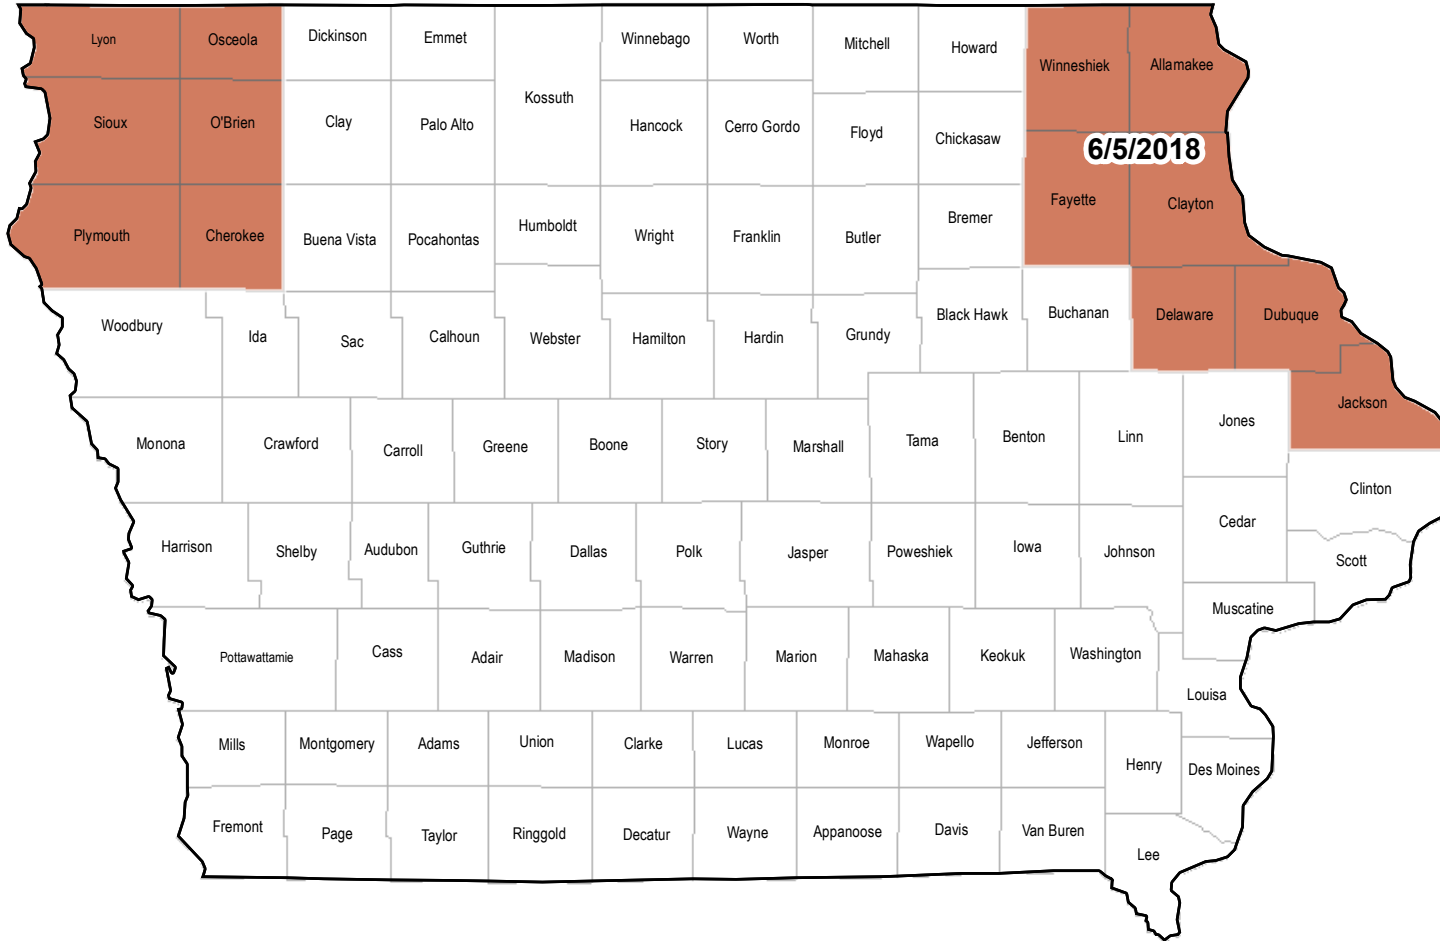 Lyon
Osceola
Dickinson
Emmet
Winnebago
Worth
Mitchell
Howard
Winneshiek
Allamakee
Kossuth
Sioux
O'Brien
Clay
Palo Alto
Hancock
Cerro Gordo
Floyd
Chickasaw
6/5/2018
Fayette
Clayton
Plymouth
Cherokee
Buena Vista
Pocahontas
Humboldt
Wright
Franklin
Butler
Bremer
Woodbury
Ida
Sac
Calhoun
Webster
Hamilton
Hardin
Grundy
Black Hawk
Buchanan
Delaware
Dubuque
Jackson
Monona
Crawford
Carroll
Greene
Boone
Story
Marshall
Tama
Benton
Linn
Jones
Clinton
Harrison
Shelby
Audubon
Guthrie
Dallas
Polk
Jasper
Poweshiek
Iowa
Johnson
Cedar
Scott
Muscatine
Pottawattamie
Cass
Adair
Madison
Warren
Marion
Mahaska
Keokuk
Washington
Louisa
Mills
Montgomery
Adams
Union
Clarke
Lucas
Monroe
Wapello
Jefferson
Henry
Des Moines
Fremont
Page
Taylor
Ringgold
Decatur
Wayne
Appanoose
Davis
Van Buren
Lee